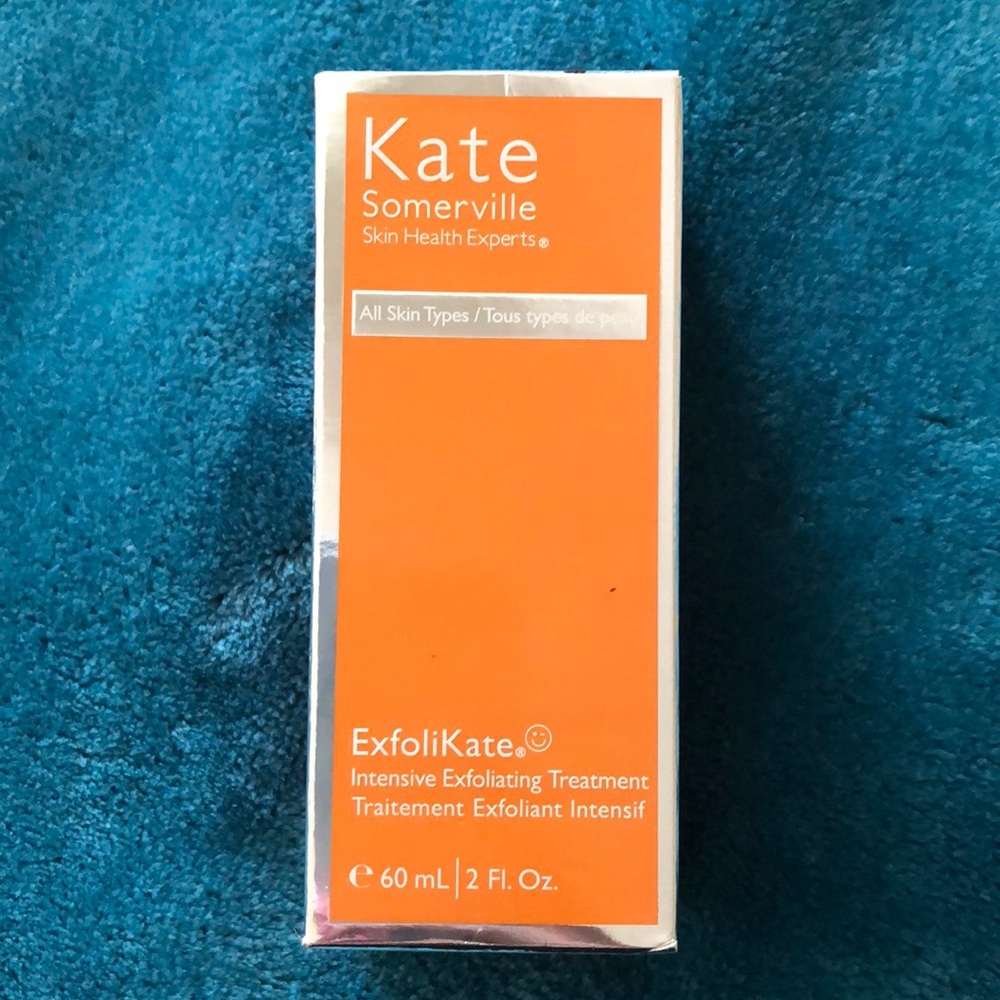 Kate
Somerville
Skin Health Experts®
All Skin Types / Tous types de peau
ExfoliKate®
Intensive Exfoliating Treatment
Traitement Exfoliant Intensif
℮ 60 mL | 2 Fl. Oz.